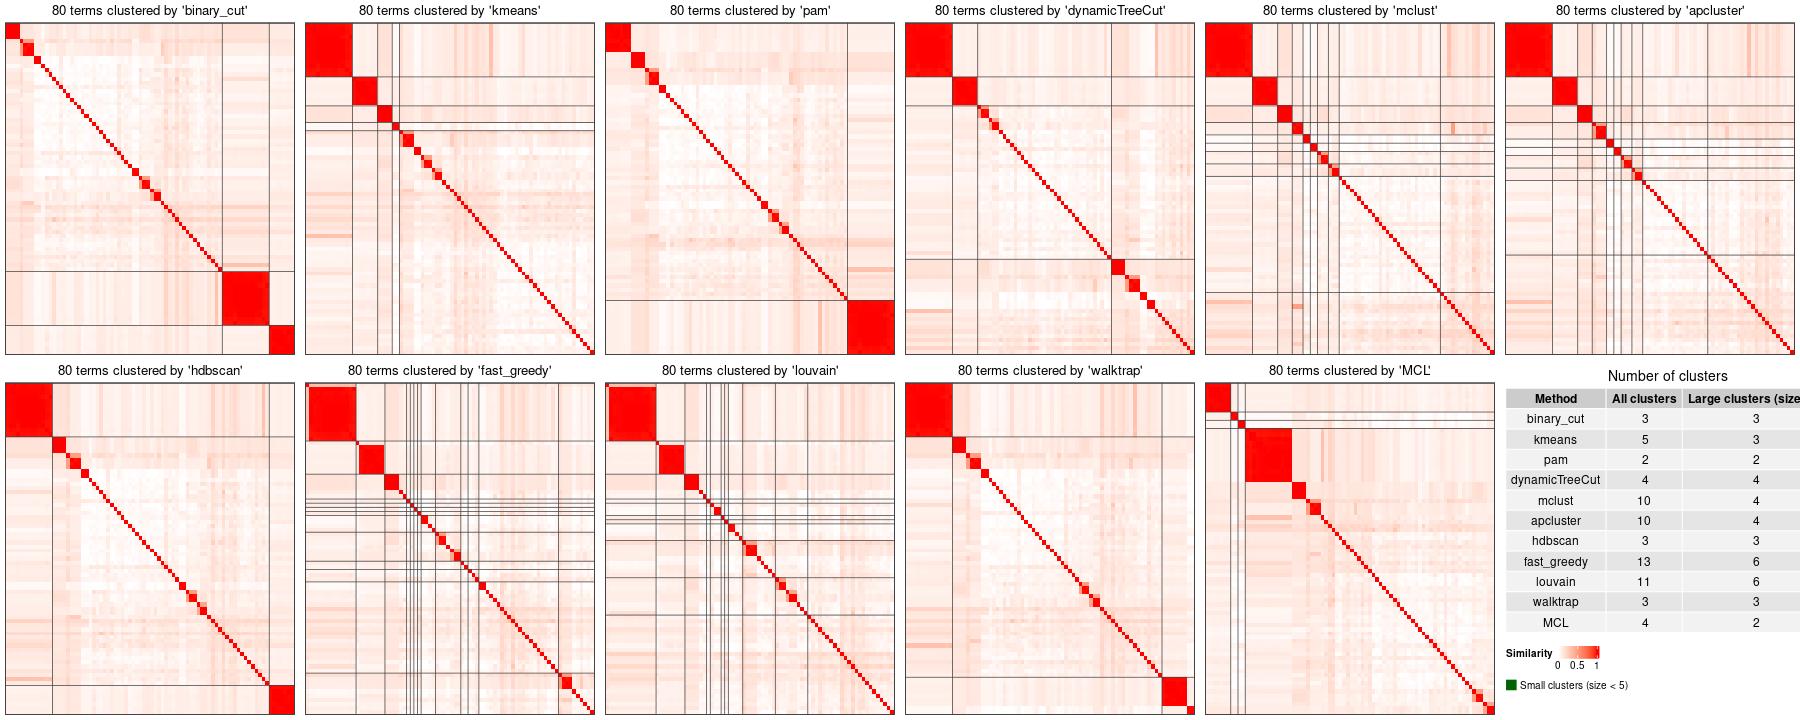 80 terms clustered by 'binary_cut'
80 terms clustered by 'kmeans'
80 terms clustered by 'pam'
80 terms clustered by 'dynamicTreeCut'
80 terms clustered by 'mclust'
80 terms clustered by 'apcluster'
80 terms clustered by 'hdbscan'
80 terms clustered by 'fast_greedy'
80 terms clustered by 'louvain'
80 terms clustered by 'walktrap'
80 terms clustered by 'MCL'
Number of clusters
Method All clusters Large clusters (size
binary_cut 3 3
kmeans 5 3
pam 2 2
dynamicTreeCut 4 4
mclust 10 4
apcluster 10 4
hdbscan 3 3
fast_greedy 13 6
louvain 11 6
walktrap 3 3
MCL 4 2
Similarity
0 0.5 1
Small clusters (size < 5)